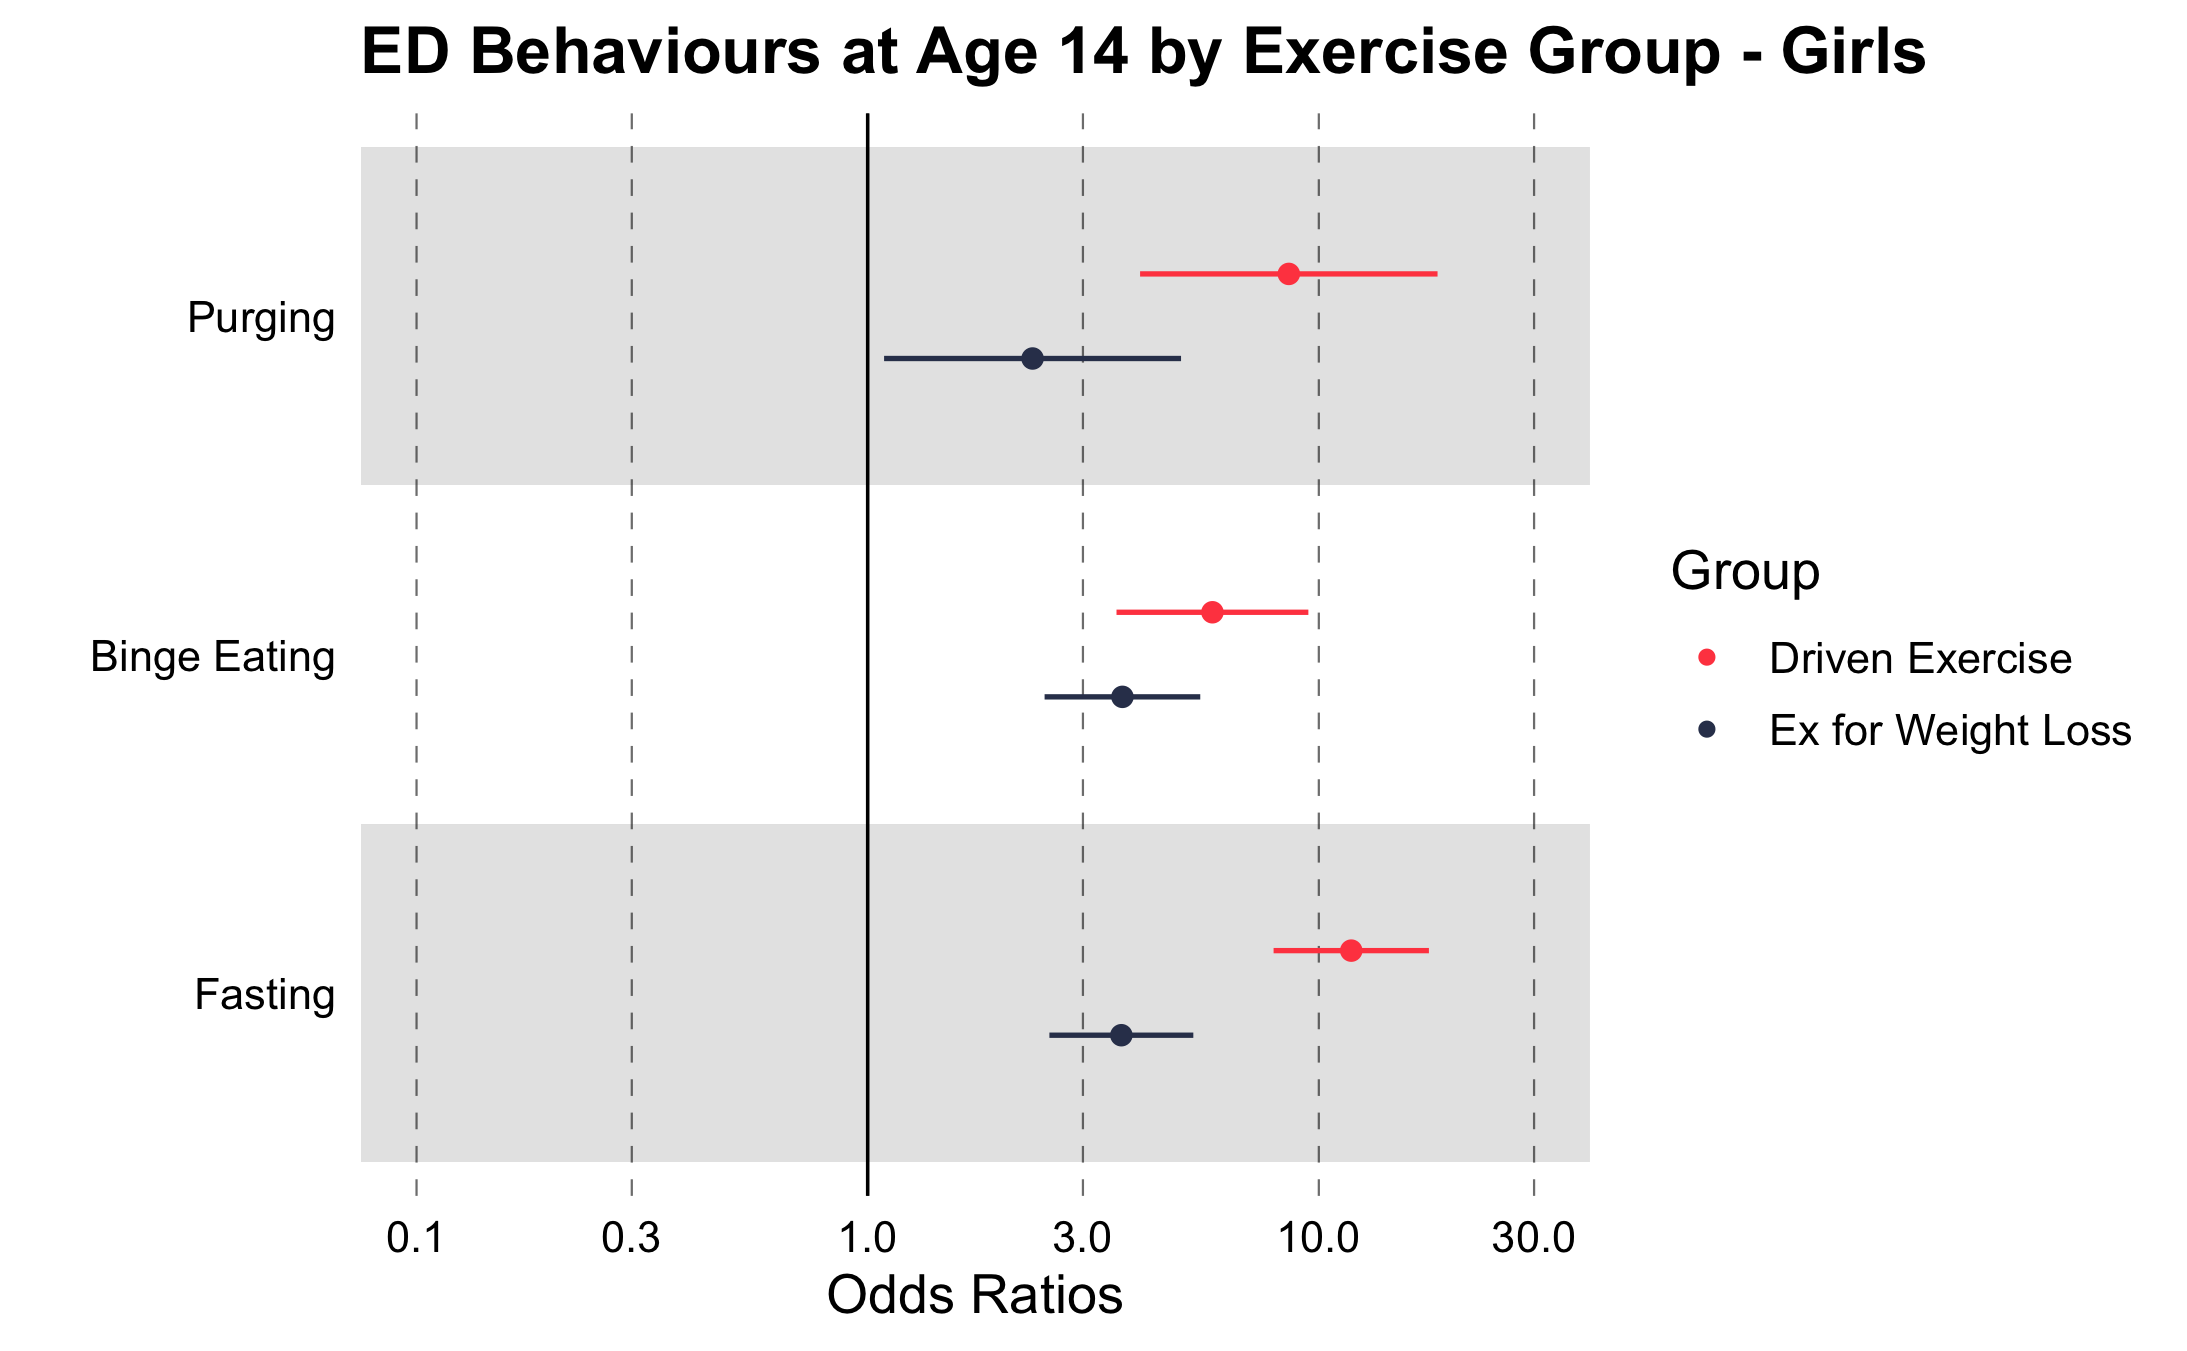 ED Behaviours at Age 14 by Exercise Group - Girls
Purging
Binge Eating
Fasting
0.1 0.3 1.0 3.0 10.0 30.0
Odds Ratios
Group
Driven Exercise
Ex for Weight Loss